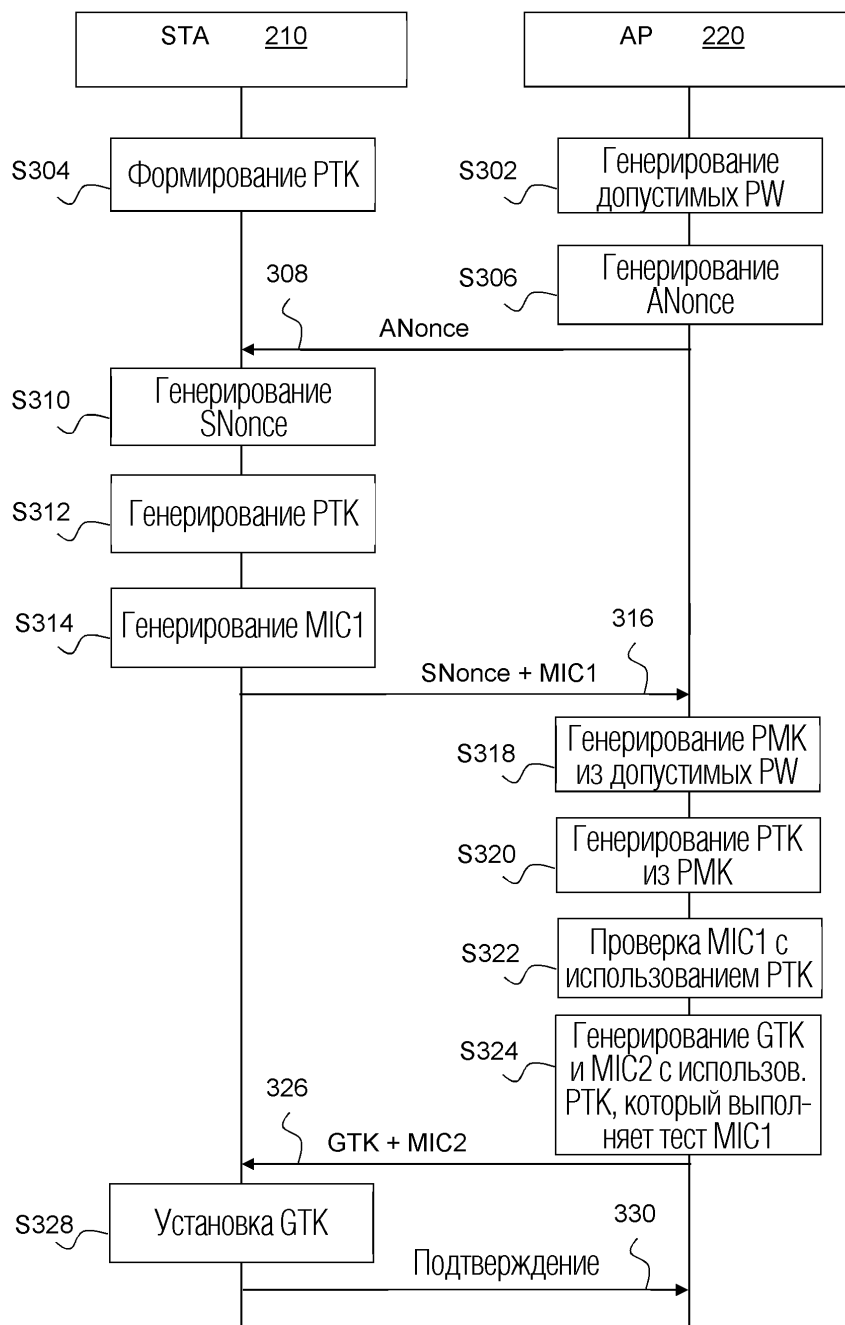 STA 210
AP 220
S304
Формирование PTK
S302
Генерирование
допустимых PW
S306
Генерирование
ANonce
308
ANonce
S310
Генерирование
SNonce
S312
Генерирование PTK
S314
Генерирование MIC1
316
SNonce + MIC1
S318
Генерирование PMK
из допустимых PW
S320
Генерирование PTK
из PMK
S322
Проверка MIC1 с
использованием PTK
S324
Генерирование GTK
и MIC2 с использов.
PTK, который выпол-
няет тест MIC1
326
GTK + MIC2
S328
Установка GTK
330
Подтверждение